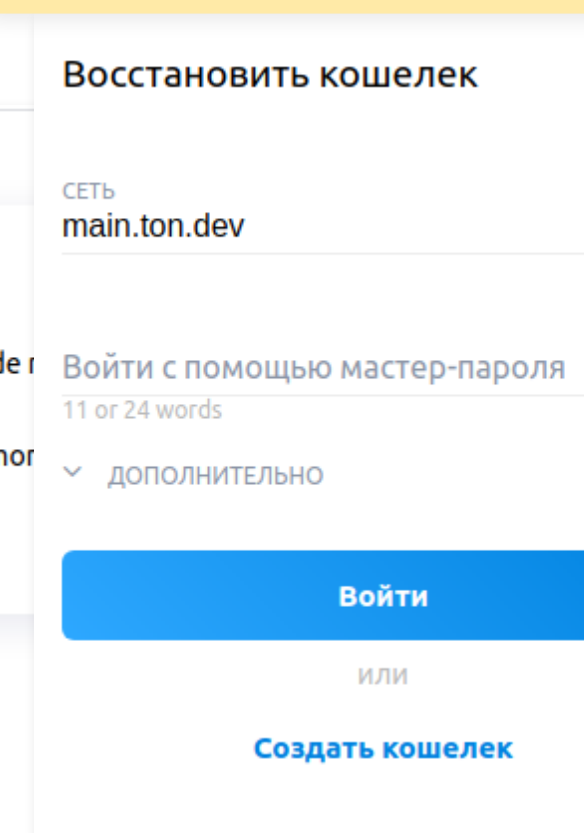 Восстановить кошелек
СЕТЬ
main.ton.dev
Войти с помощью мастер-пароля
11 or 24 words
ДОПОЛНИТЕЛЬНО
Войти
или
Создать кошелек